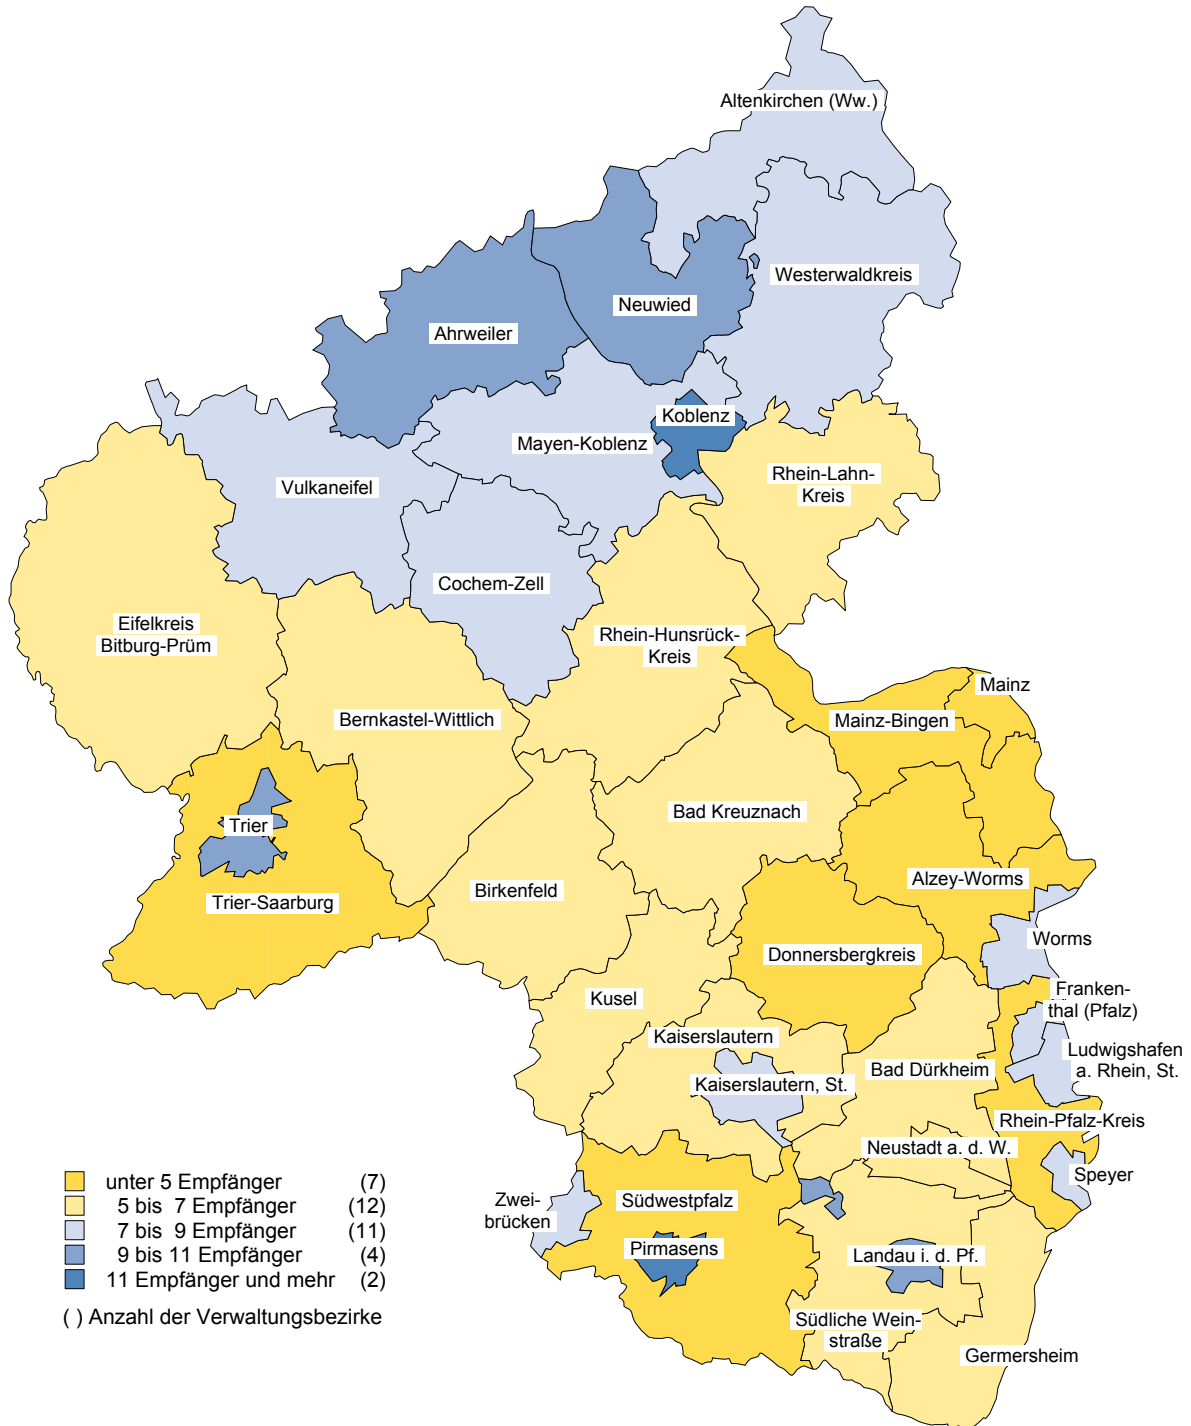 Altenkirchen (Ww.)
Westerwaldkreis
Neuwied
Ahrweiler
Koblenz
Mayen-Koblenz
Rhein-Lahn-
Kreis
Vulkaneifel
Cochem-Zell
Eifelkreis
Bitburg-Prüm
Rhein-Hunsrück-
Kreis
Mainz
Bernkastel-Wittlich
Mainz-Bingen
Bad Kreuznach
Trier
Alzey-Worms
Birkenfeld
Trier-Saarburg
Worms
Donnersbergkreis
Franken-
thal (Pfalz)
Kusel
Kaiserslautern
Ludwigshafen
a. Rhein, St.
Bad Dürkheim
Kaiserslautern, St.
Rhein-Pfalz-Kreis
Neustadt a. d. W.
Speyer
Zwei-
brücken
Südwestpfalz
Pirmasens
Landau i. d. Pf.
Südliche Wein-
straße
Germersheim
unter 5 Empfänger (7)
5 bis 7 Empfänger (12)
7 bis 9 Empfänger (11)
9 bis 11 Empfänger (4)
11 Empfänger und mehr (2)
( ) Anzahl der Verwaltungsbezirke